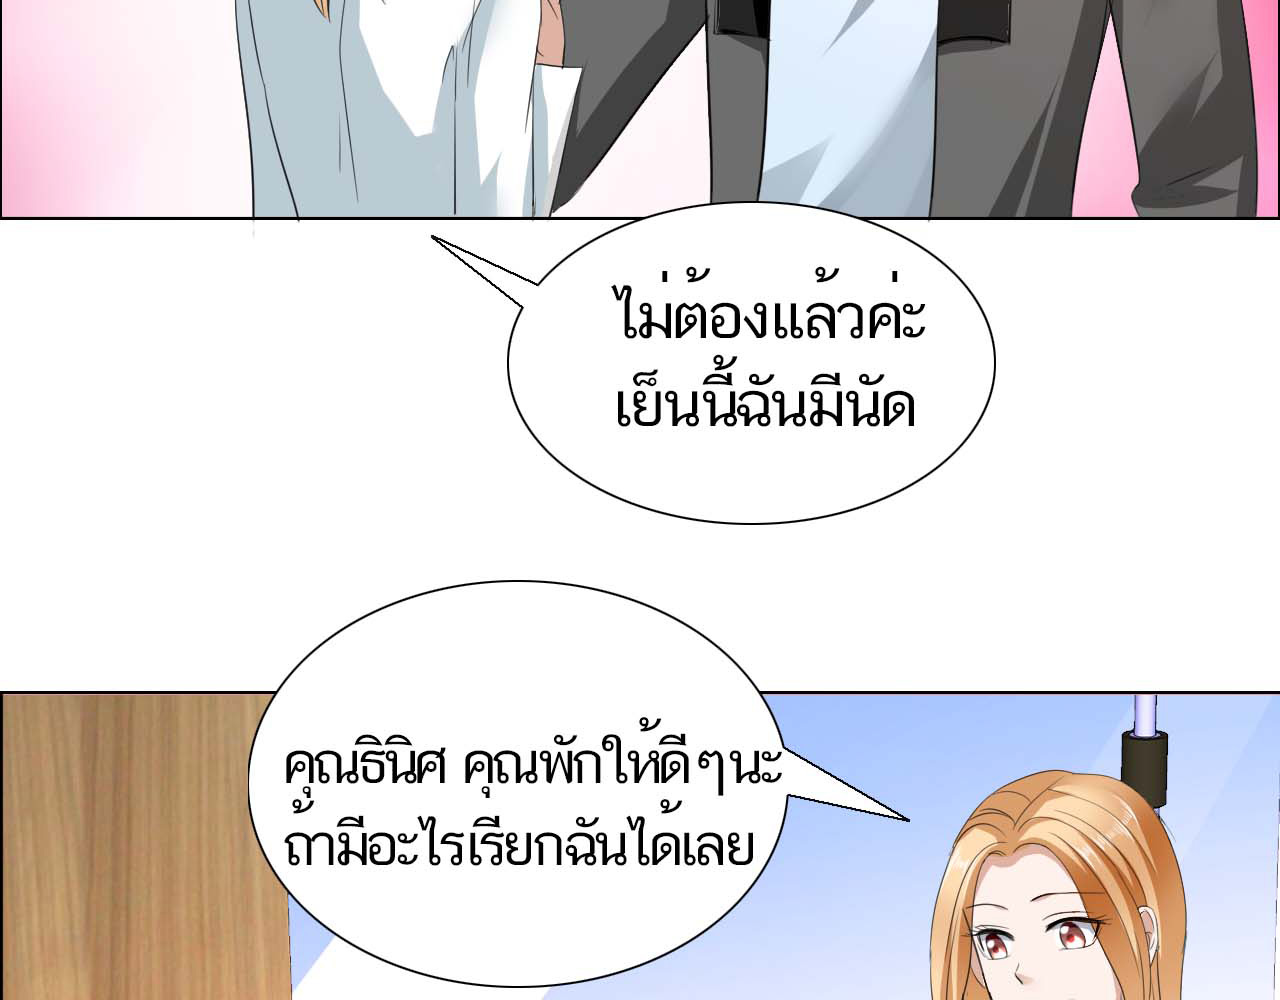 ไม่ต้องแล้วค่ะ
เย็นนี้ฉันมีนัด
คุณธินิศ คุณพักให้ดีๆนะ
ถ้ามีอะไรเรียกฉันได้เลย